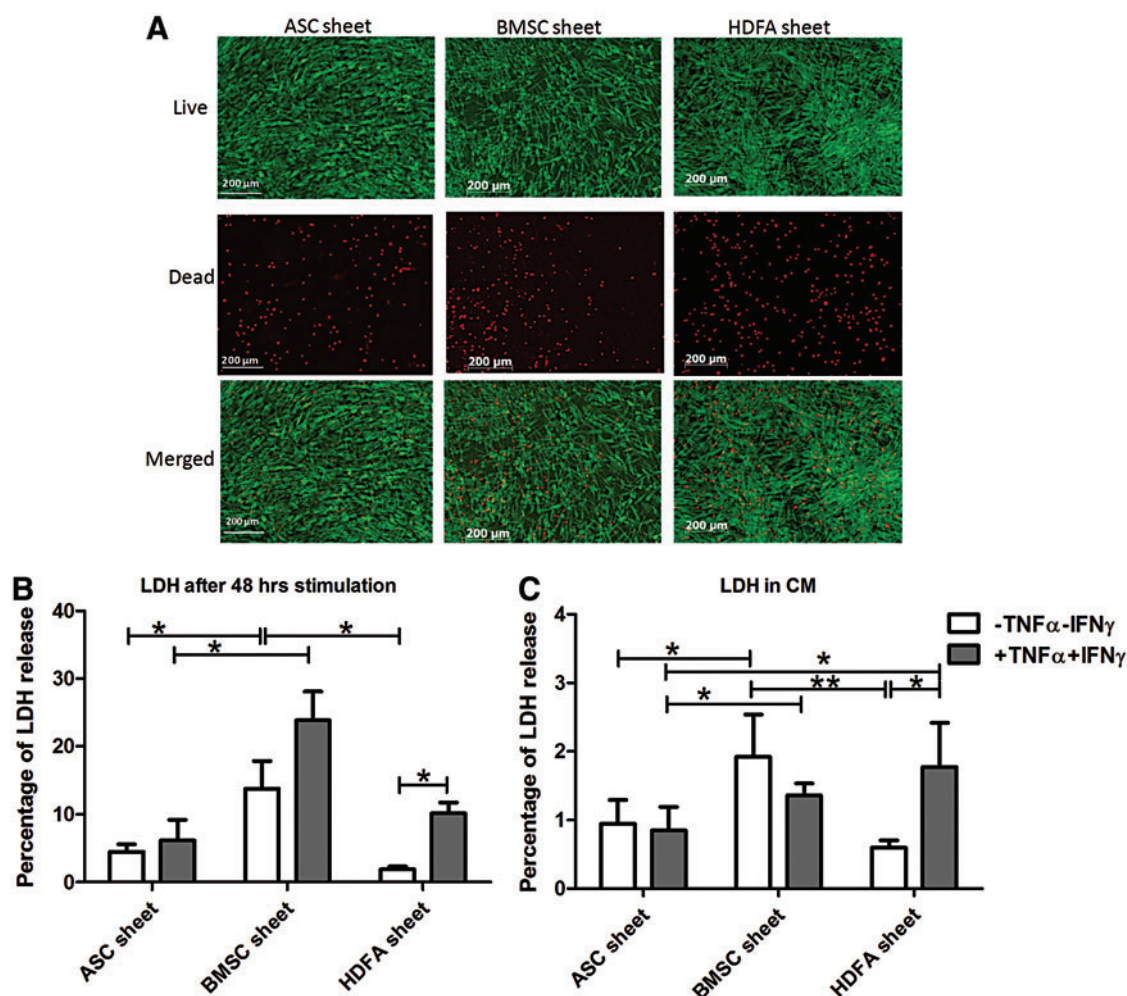 A
ASC sheet BMSC sheet HDFA sheet
Live
200 µm 200 µm 200 µm
Dead
200 µm 200 µm 200 µm
Merged
200 µm 200 µm 200 µm
B
LDH after 48 hrs stimulation
Percentage of LDH release
40
30
20
10
0
* * * *
ASC sheet
BMSC sheet
HDFA sheet
C
LDH in CM
Percentage of LDH release
4
3
2
1
0
* * * ** *
-TNFα-IFNγ
+TNFα+IFNγ
ASC sheet
BMSC sheet
HDFA sheet